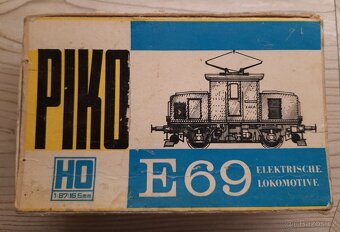 PIKO
HO
1:87·16,5mm
E69
ELEKTRISCHE
LOKOMOTIVE